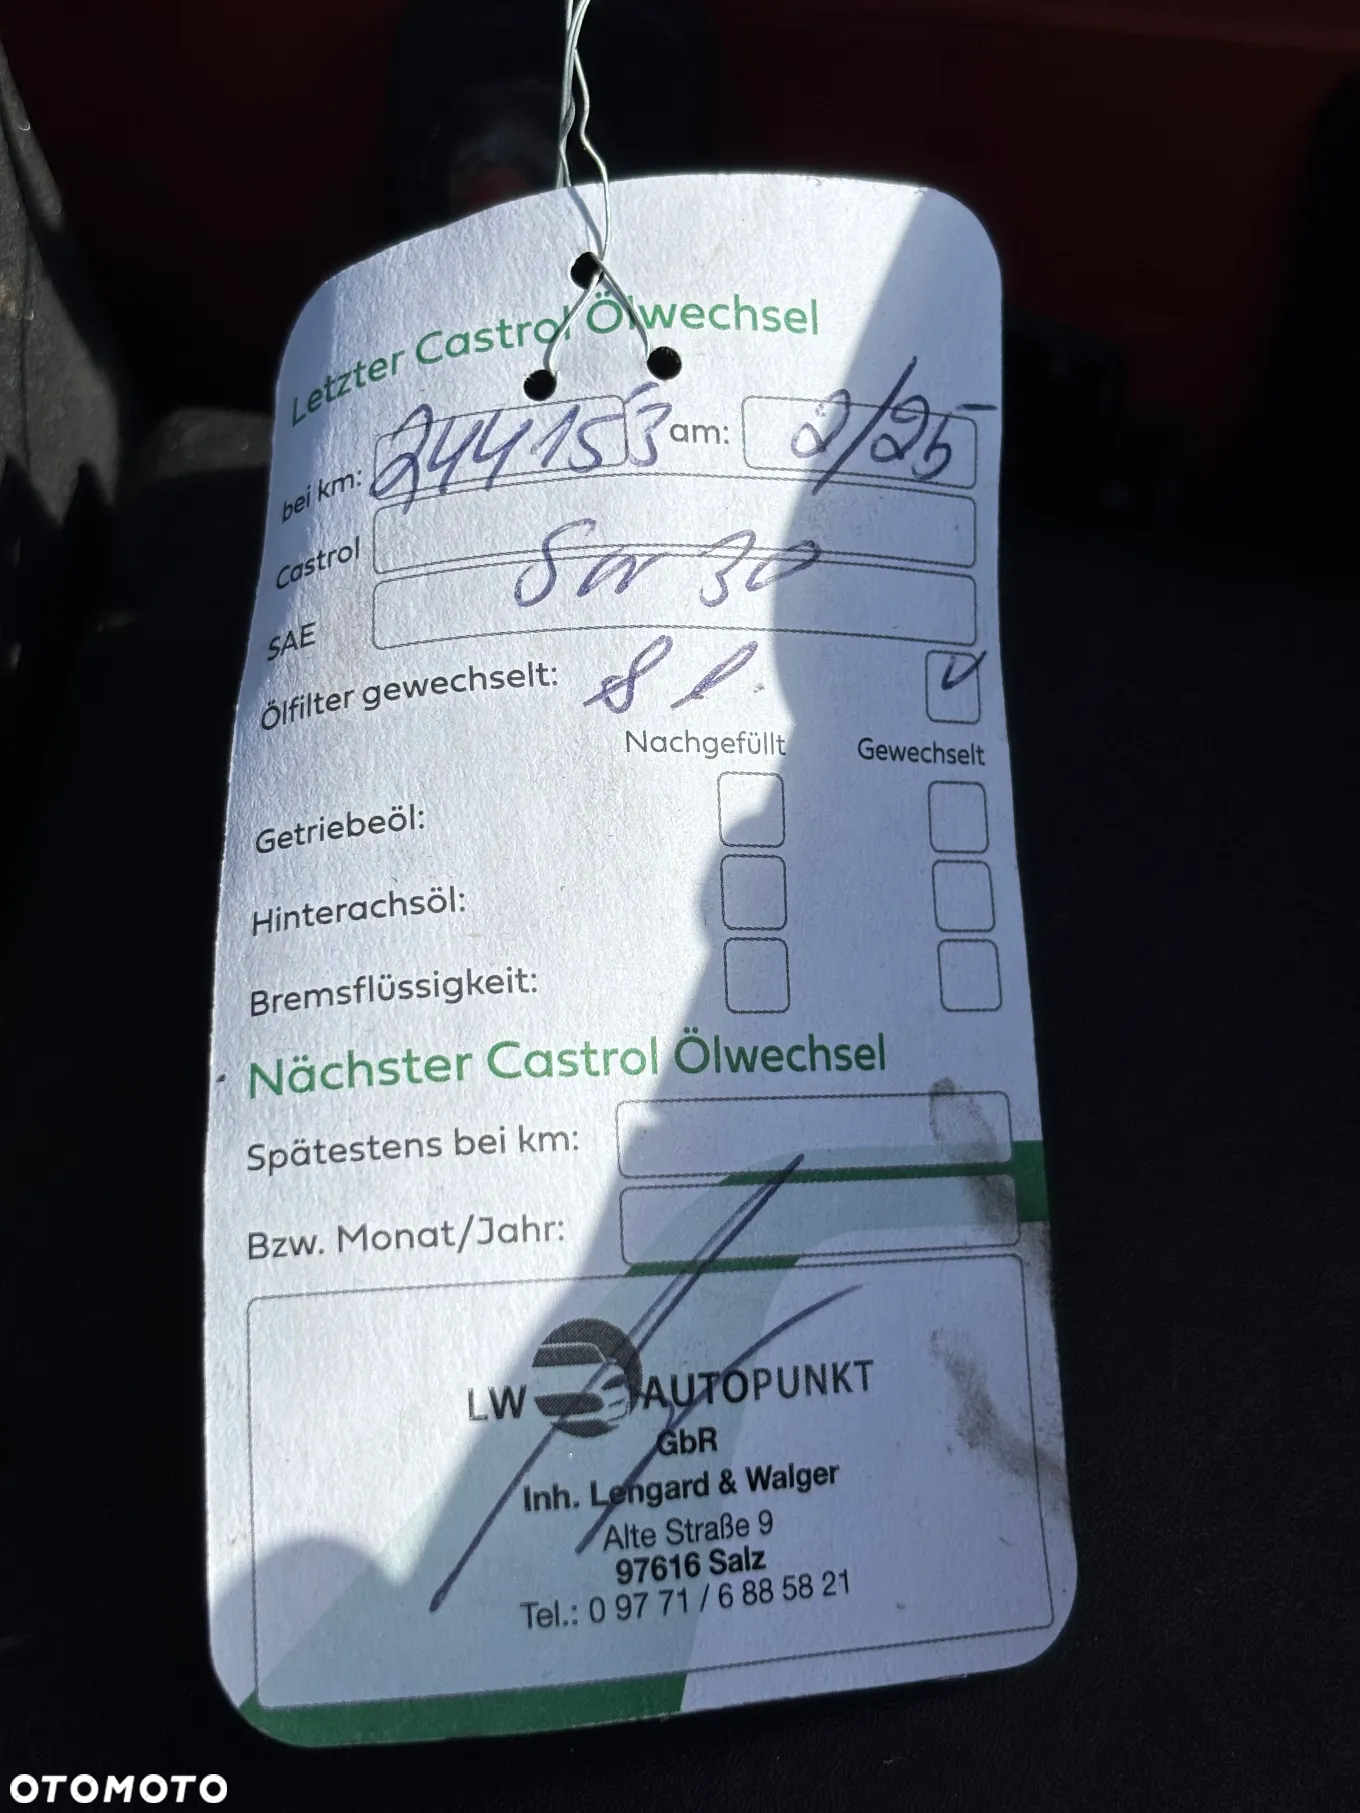 Letzter Castrol Ölwechsel
bei km: 244153 am: 2/25
Castrol
SAE 5W30
Ölfilter gewechselt: 8 l.
Nachgefüllt Gewechselt
Getriebeöl:
Hinterachsöl:
Bremsflüssigkeit:
Nächster Castrol Ölwechsel
Spätestens bei km:
Bzw. Monat/Jahr:
LW AUTOPUNKT
GbR
Inh. Lengard & Walger
Alte Straße 9
97616 Salz
Tel.: 0 97 71 / 6 88 58 21
OTOMOTO